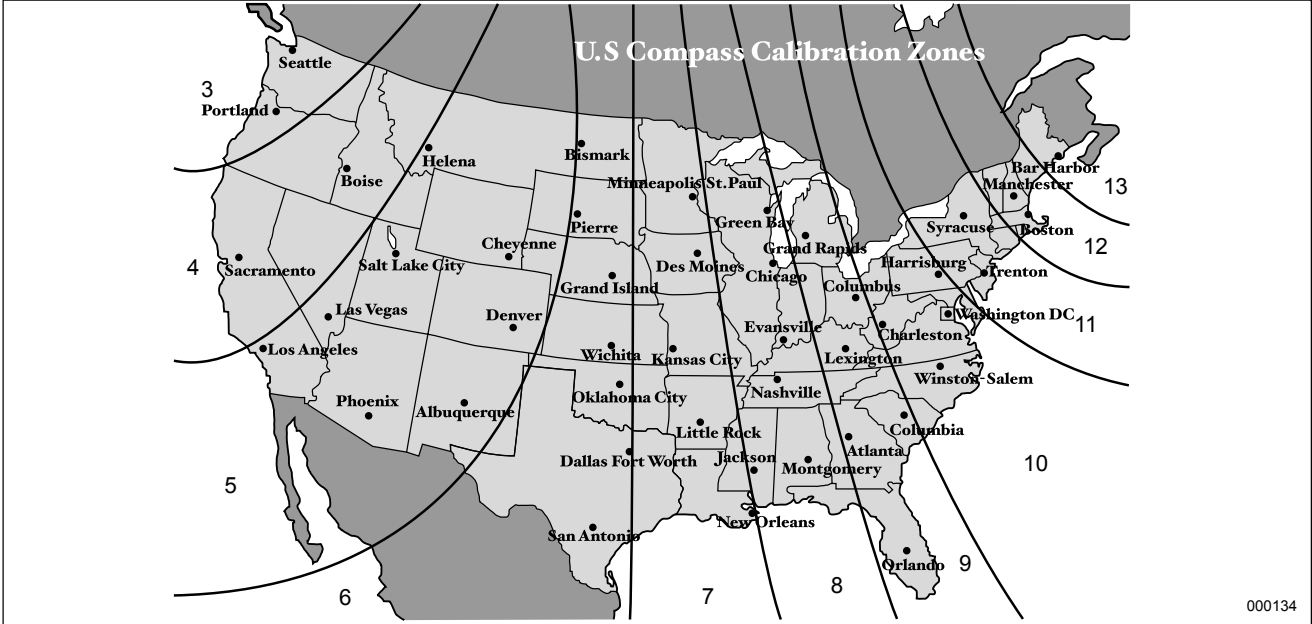 U.S Compass Calibration Zones
Seattle
3
Portland
Helena
Bismark
Boise
Minneapolis St.Paul
Bar Harbor
Manchester
13
Pierre
Green Bay
Syracuse
Boston
Cheyenne
Grand Rapids
12
4
Sacramento
Salt Lake City
Des Moines
Chicago
Harrisburg
Trenton
Grand Island
Columbus
Las Vegas
Denver
Evansville
Charleston
Washington DC
11
Los Angeles
Wichita
Kansas City
Lexington
Winston-Salem
Phoenix
Albuquerque
Oklahoma City
Nashville
Little Rock
Columbia
Dallas Fort Worth
Jackson
Montgomery
Atlanta
10
5
San Antonio
New Orleans
Orlando
9
6
7
8
000134